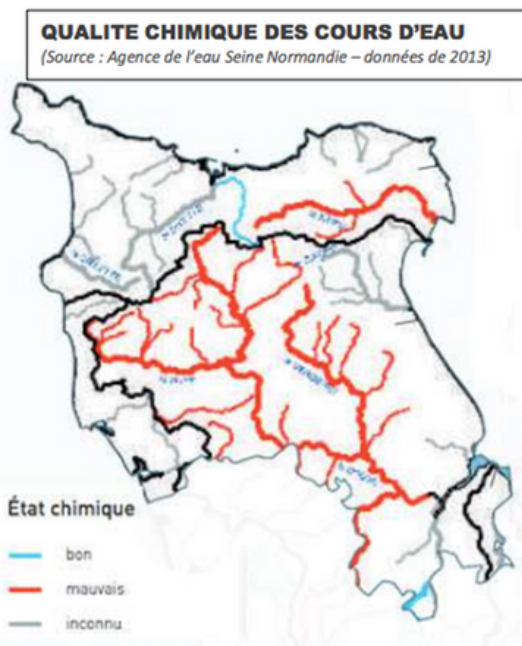 QUALITE CHIMIQUE DES COURS D'EAU
(Source : Agence de l'eau Seine Normandie – données de 2013)
État chimique
bon
mauvais
inconnu